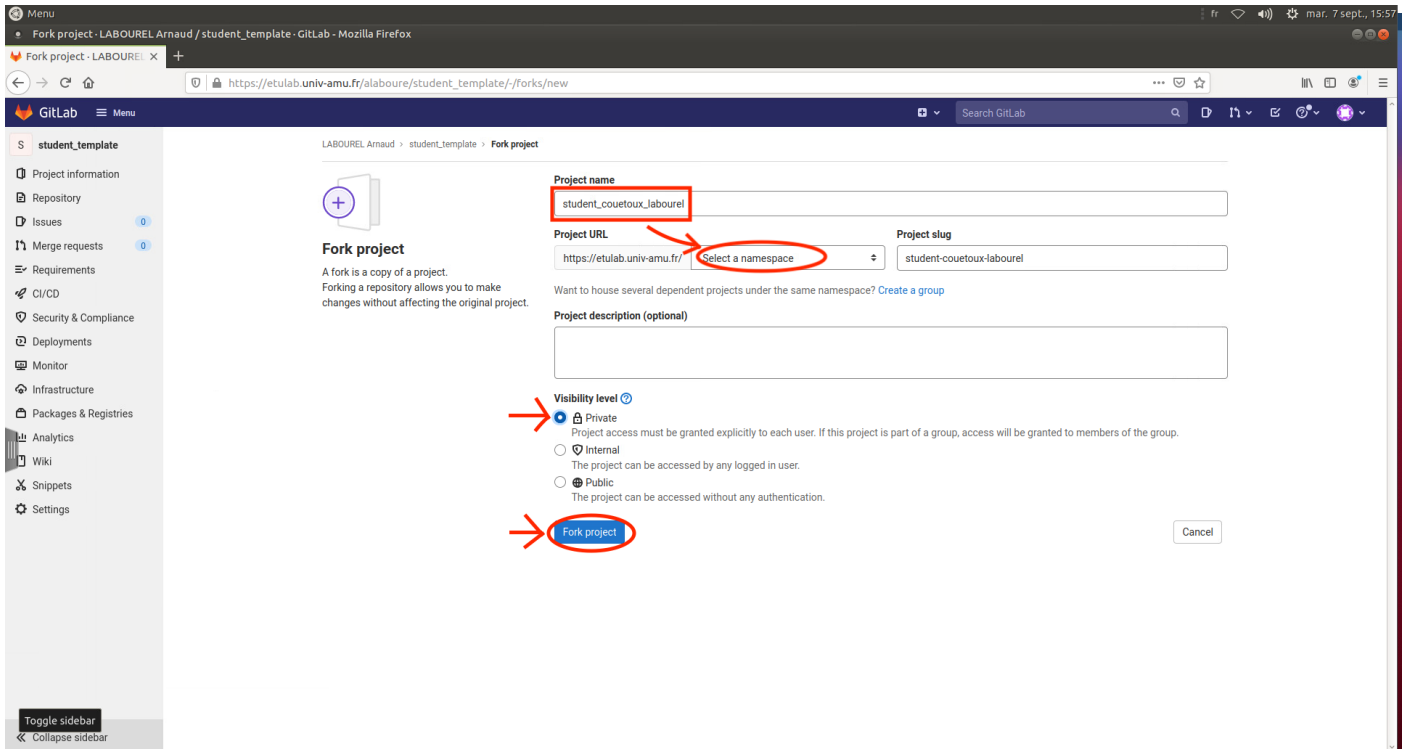 Menu
fr
mar. 7 sept., 15:57
Fork project · LABOUREL Arnaud / student_template · GitLab - Mozilla Firefox
Fork project · LABOUREL
https://etulab.univ-amu.fr/alaboure/student_template/-/forks/new
GitLab
Menu
Search GitLab
S student_template
Project information
Repository
Issues 0
Merge requests 0
Requirements
CI/CD
Security & Compliance
Deployments
Monitor
Infrastructure
Packages & Registries
Analytics
Wiki
Snippets
Settings
Toggle sidebar
Collapse sidebar
LABOUREL Arnaud > student_template > Fork project
Fork project
A fork is a copy of a project.
Forking a repository allows you to make
changes without affecting the original project.
Project name
student_couetoux_labourel
Project URL
https://etulab.univ-amu.fr/
Select a namespace
Project slug
student-couetoux-labourel
Want to house several dependent projects under the same namespace? Create a group
Project description (optional)
Visibility level
Private
Project access must be granted explicitly to each user. If this project is part of a group, access will be granted to members of the group.
Internal
The project can be accessed by any logged in user.
Public
The project can be accessed without any authentication.
Fork project
Cancel